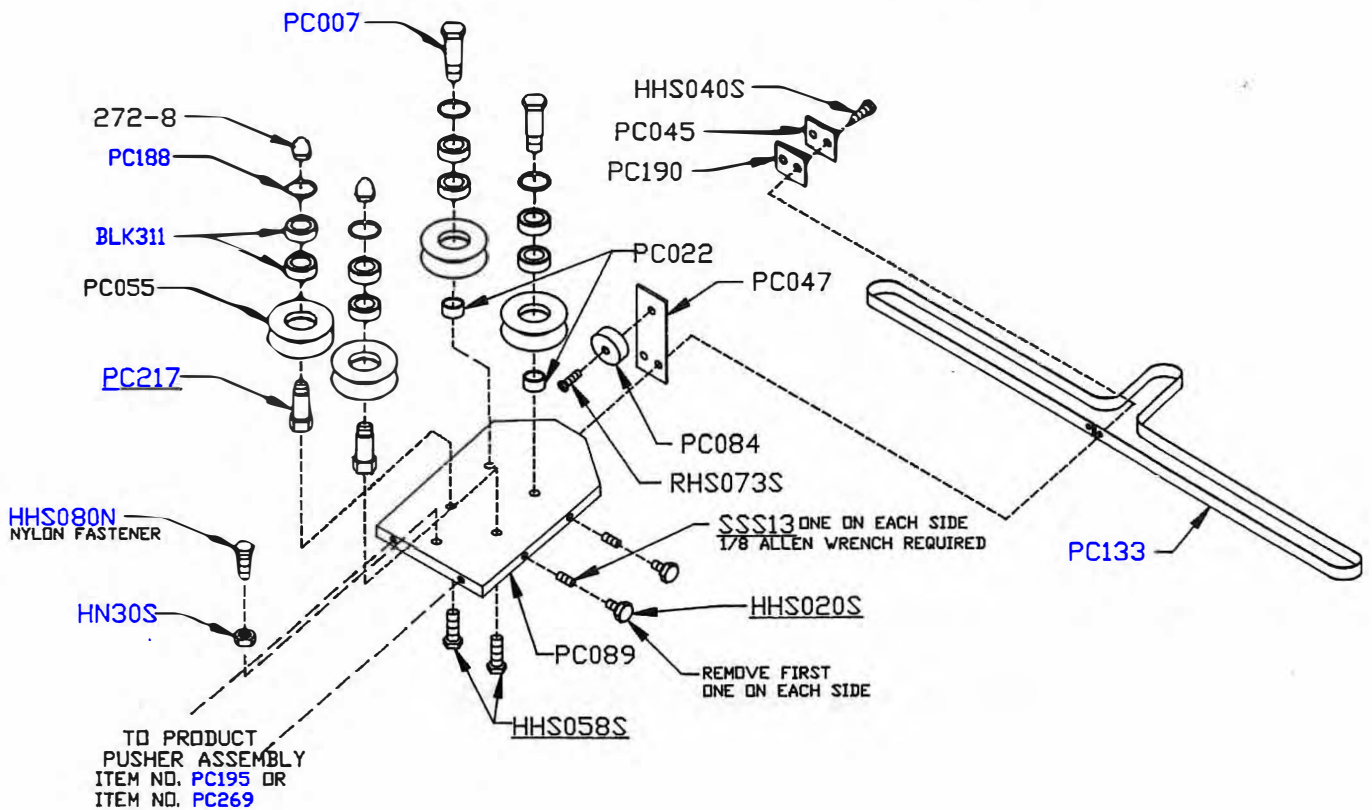 PC007
HHS040S
272-8
PC045
PC188
PC190
BLK311
PC022
PC055
PC047
PC217
PC084
RHS073S
HHS080N
NYLON FASTENER
SSS13 ONE ON EACH SIDE
1/8 ALLEN WRENCH REQUIRED
PC133
HN30S
HHS020S
PC089
REMOVE FIRST
ONE ON EACH SIDE
HHS058S
TO PRODUCT
PUSHER ASSEMBLY
ITEM NO. PC195 OR
ITEM NO. PC269